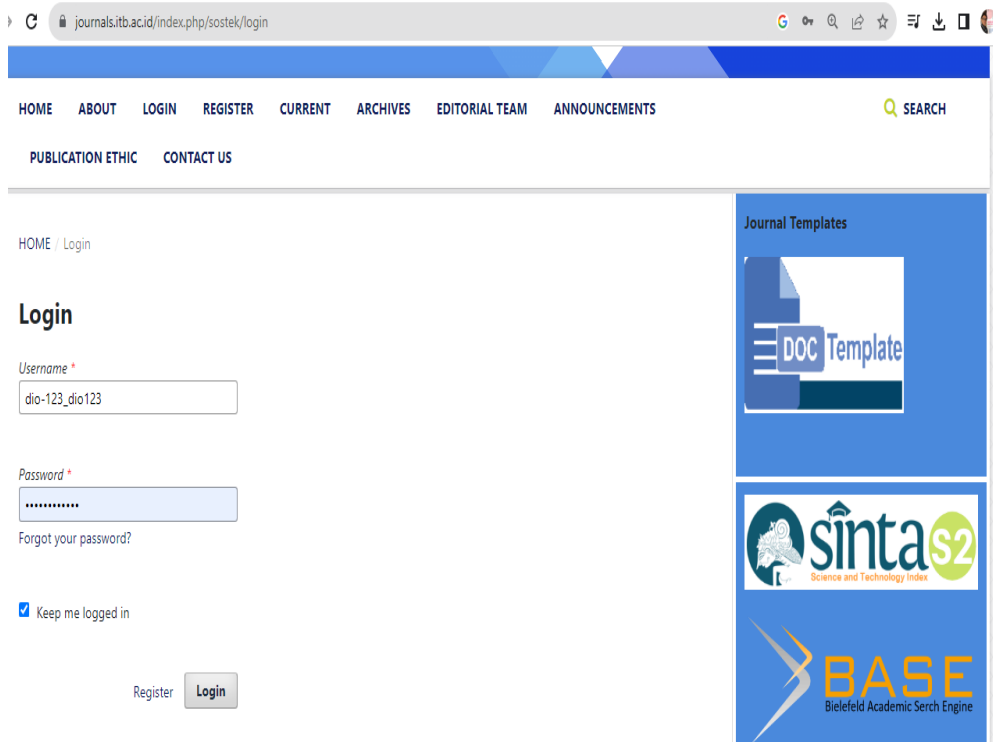 journals.itb.ac.id/index.php/sostek/login
HOME ABOUT LOGIN REGISTER CURRENT ARCHIVES EDITORIAL TEAM ANNOUNCEMENTS SEARCH
PUBLICATION ETHIC CONTACT US
HOME / Login
Login
Username *
dio-123_dio123
Password *
••••••••••••
Forgot your password?
Keep me logged in
Register Login
Journal Templates
DOC Template
sinta S2
Science and Technology Index
BASE
Bielefeld Academic Serch Engine